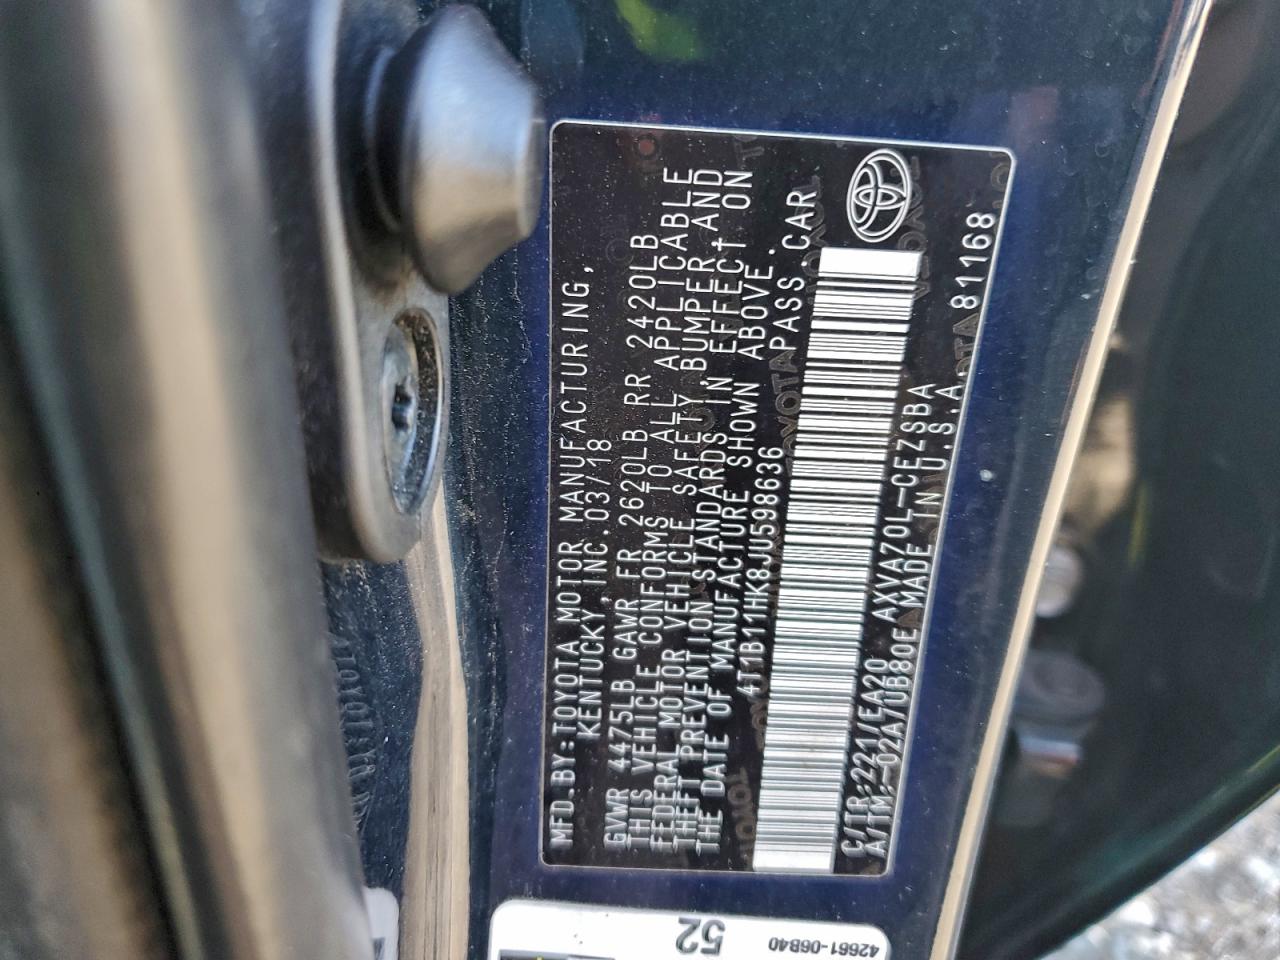 MFD.BY:TOYOTA MOTOR MANUFACTURING,
KENTUCKY,INC.03/18
GVWR 4475LB GAWR FR 2620LB RR 2420LB
THIS VEHICLE CONFORMS TO ALL APPLICABLE
FEDERAL MOTOR VEHICLE SAFETY,BUMPER,AND
THEFT PREVENTION STANDARDS IN EFFECT ON
THE DATE OF MANUFACTURE SHOWN ABOVE.
4T1B11HK8JU598636 PASS.CAR
C/TR:221/EA20 AXVA70L-CEZSBA
A/TM:-02A/UB80E MADE IN U.S.A 81168
52
42661-06B40